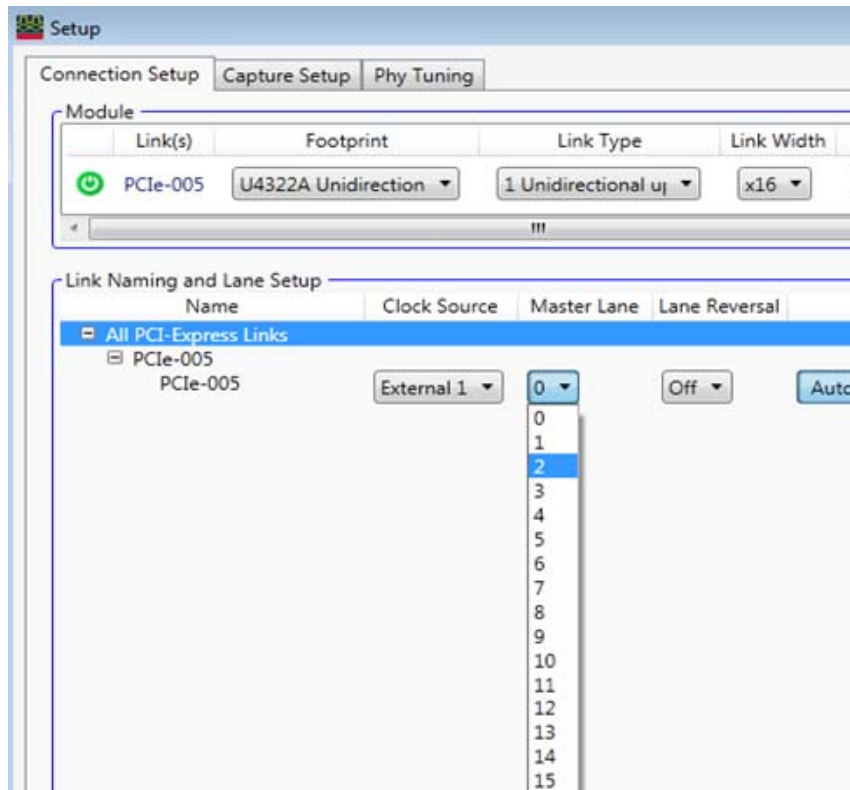 Setup
Connection Setup Capture Setup Phy Tuning
Module
Link(s) Footprint Link Type Link Width
PCIe-005 U4322A Unidirection 1 Unidirectional x16
Link Naming and Lane Setup
Name Clock Source Master Lane Lane Reversal
All PCI-Express Links
PCIe-005
PCIe-005 External 1 0 Off Auto
0
1
2
3
4
5
6
7
8
9
10
11
12
13
14
15